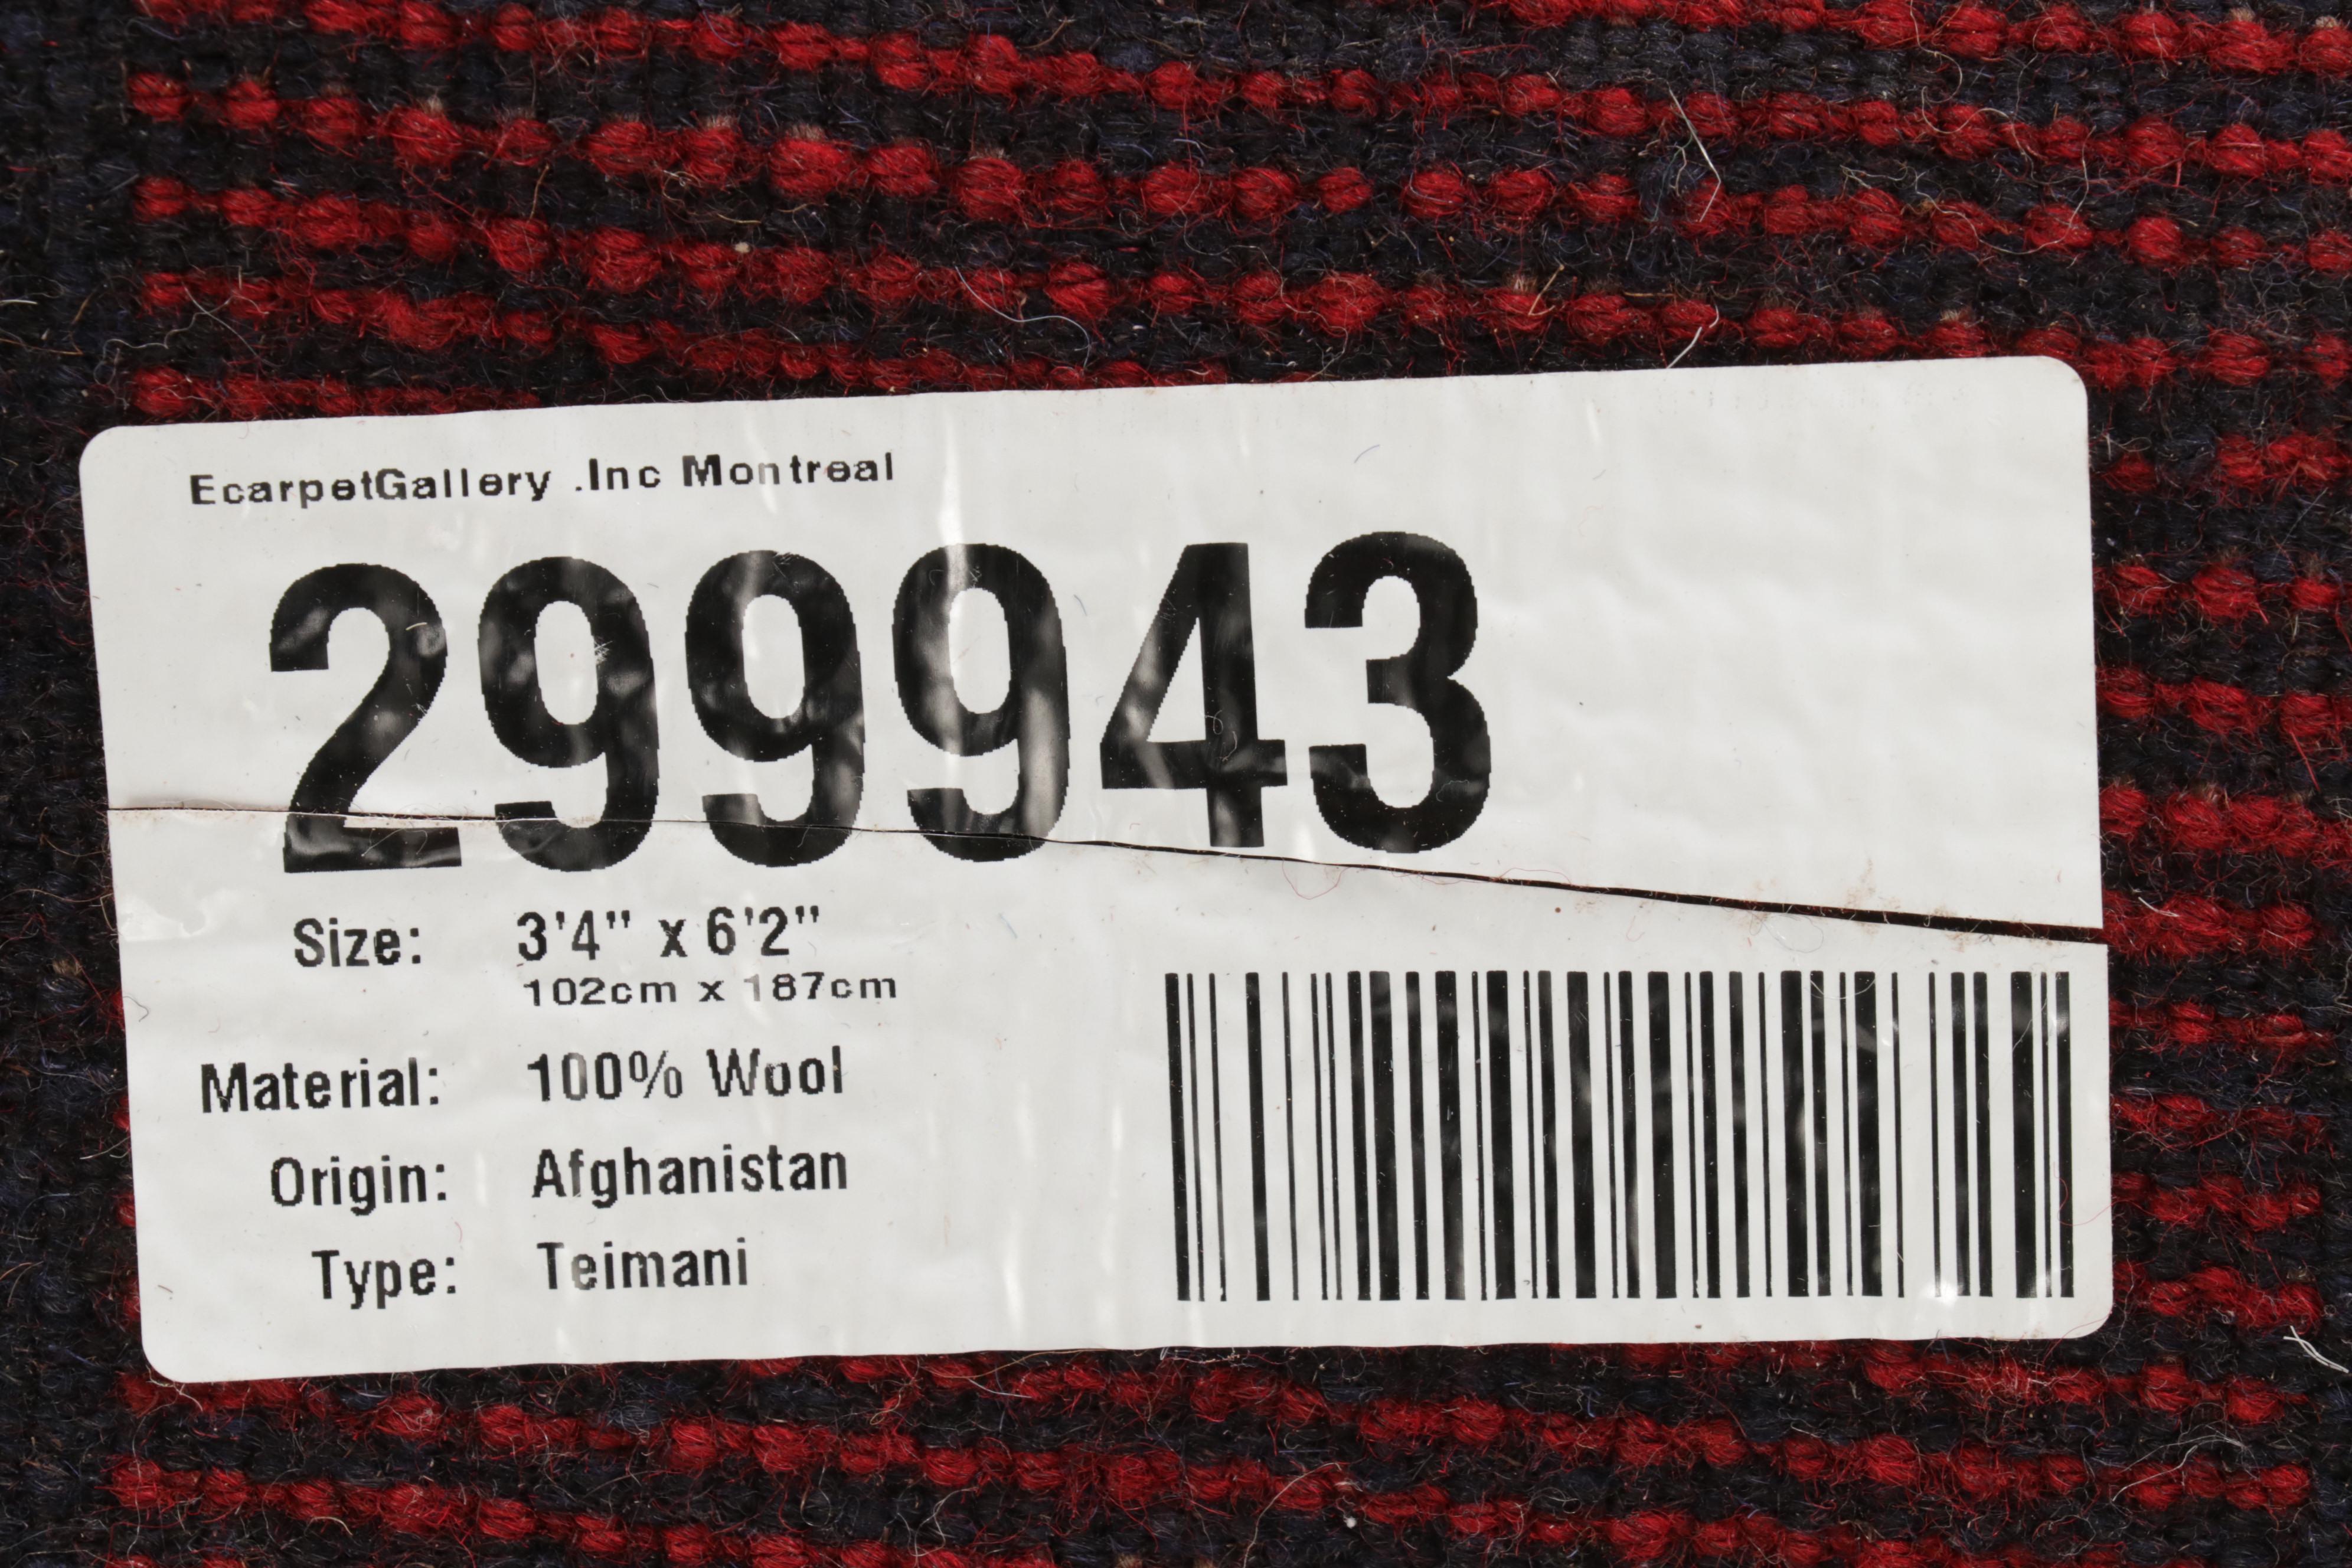 EcarpetGallery .Inc Montreal
299943
Size: 3'4" x 6'2"
102cm x 187cm
Material: 100% Wool
Origin: Afghanistan
Type: Teimani